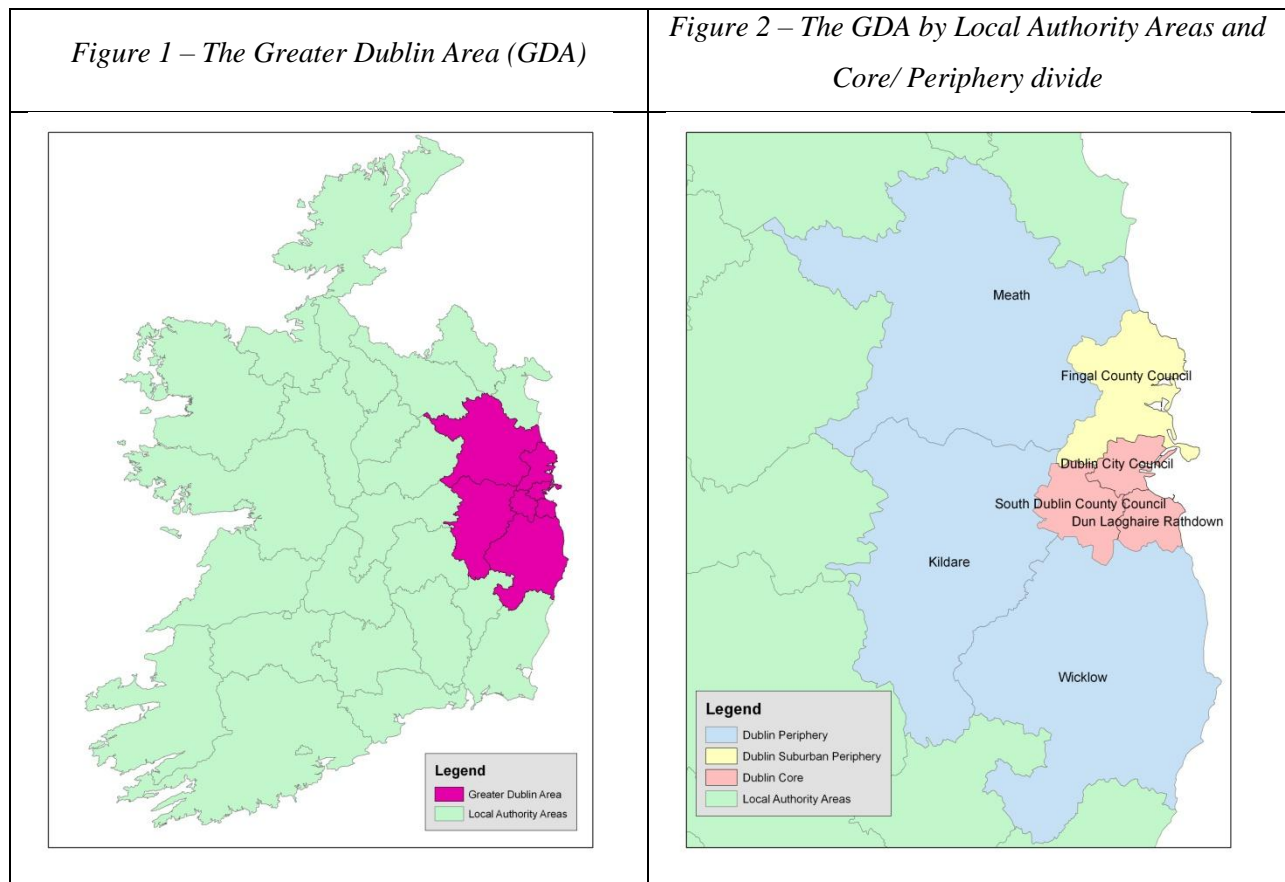 Figure 1 – The Greater Dublin Area (GDA)
Figure 2 – The GDA by Local Authority Areas and
Core/ Periphery divide
Legend
Greater Dublin Area
Local Authority Areas
Meath
Fingal County Council
Dublin City Council
South Dublin County Council
Dun Laoghaire Rathdown
Kildare
Wicklow
Legend
Dublin Periphery
Dublin Suburban Periphery
Dublin Core
Local Authority Areas